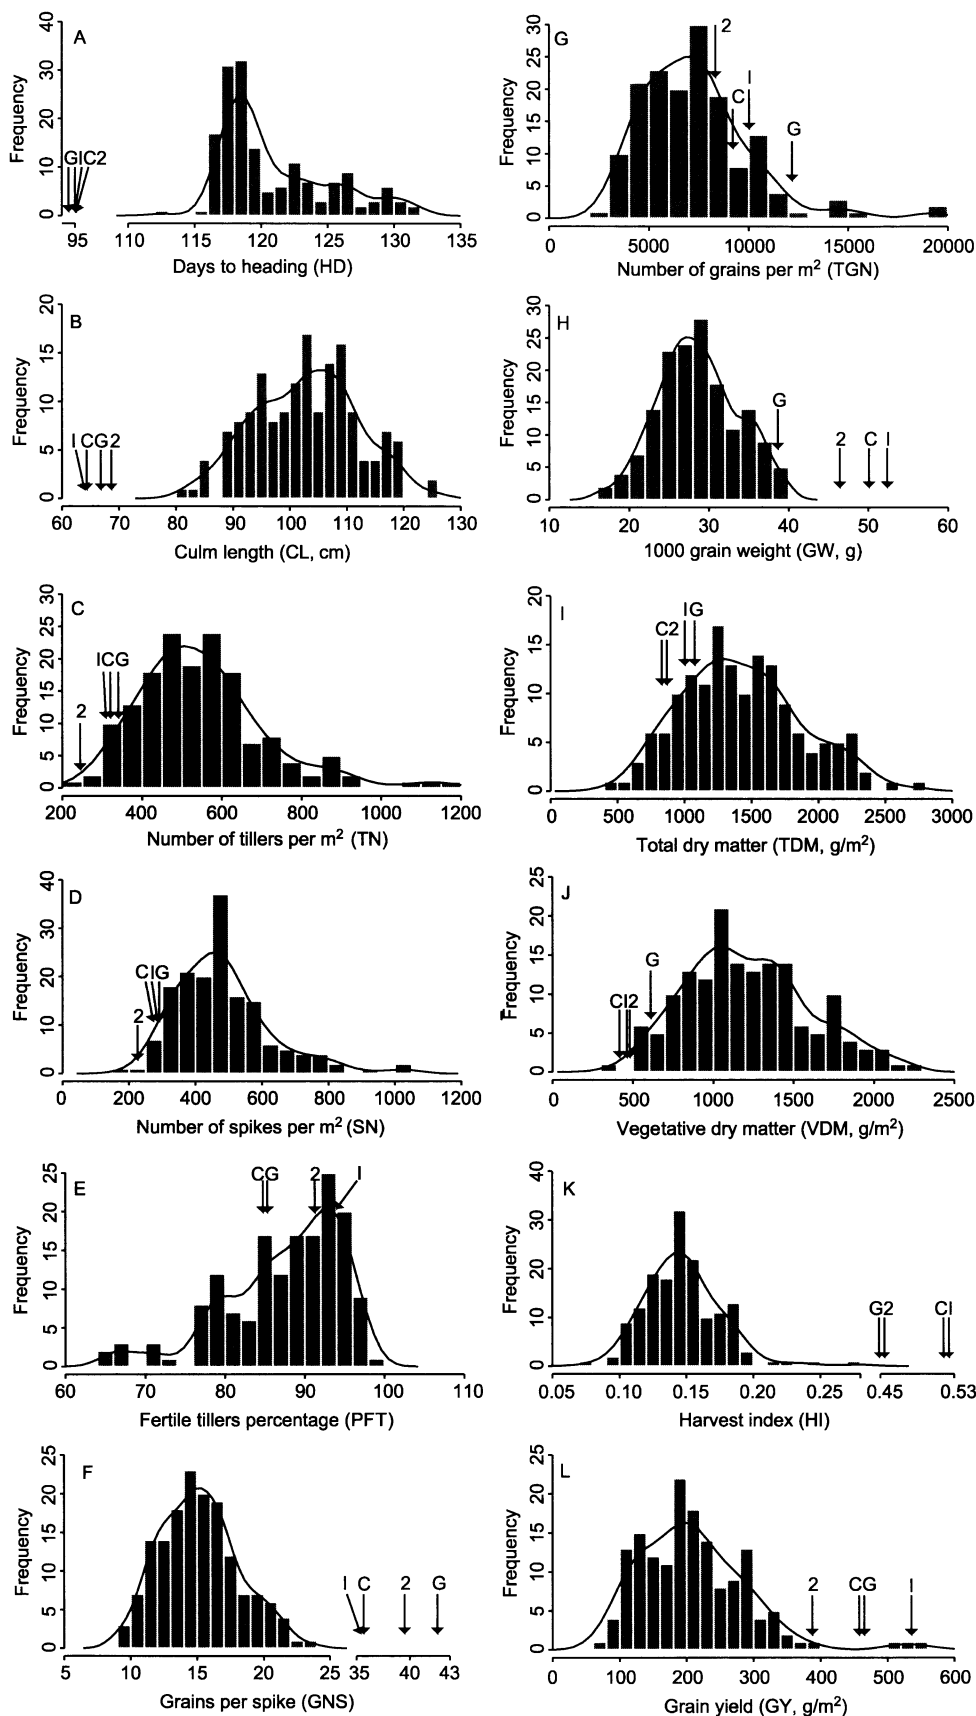 A
Frequency
0 10 20 30 40
GIC2
95 110 115 120 125 130 135
Days to heading (HD)
B
Frequency
0 5 10 15 20
I CG2
60 70 80 90 100 110 120 130
Culm length (CL, cm)
C
Frequency
0 5 10 15 20 25 30
ICG
2
200 400 600 800 1000 1200
Number of tillers per m² (TN)
D
Frequency
0 10 20 30 40
CIG
2
0 200 400 600 800 1000 1200
Number of spikes per m² (SN)
E
Frequency
0 5 10 15 20 25
CG 2 I
60 70 80 90 100 110
Fertile tillers percentage (PFT)
F
Frequency
0 5 10 15 20 25
I C 2 G
5 10 15 20 25 35 40 43
Grains per spike (GNS)
G
Frequency
0 5 10 15 20 25 30
2
C I
G
0 5000 10000 15000 20000
Number of grains per m² (TGN)
H
Frequency
0 5 10 15 20 25 30
G
2 C I
10 20 30 40 50 60
1000 grain weight (GW, g)
I
Frequency
0 5 10 15 20
IG
C2
0 500 1000 1500 2000 2500 3000
Total dry matter (TDM, g/m²)
J
Frequency
0 5 10 15 20 25
G
CI2
0 500 1000 1500 2000 2500
Vegetative dry matter (VDM, g/m²)
K
Frequency
0 10 20 30 40
G2 CI
0.05 0.10 0.15 0.20 0.25 0.45 0.53
Harvest index (HI)
L
Frequency
0 5 10 15 20 25
2 CG I
0 100 200 300 400 500 600
Grain yield (GY, g/m²)